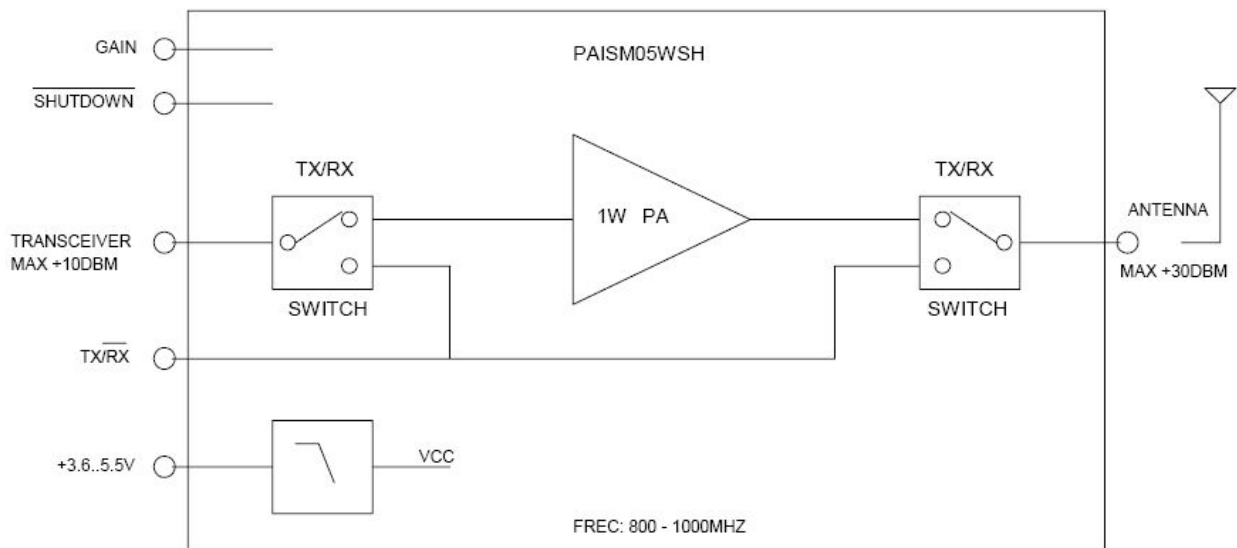 GAIN
PAISM05WSH
SHUTDOWN
TX/RX
TX/RX
1W PA
ANTENNA
TRANSCEIVER
MAX +10DBM
MAX +30DBM
SWITCH
SWITCH
TX/RX
+3.6..5.5V
VCC
FREC: 800 - 1000MHZ